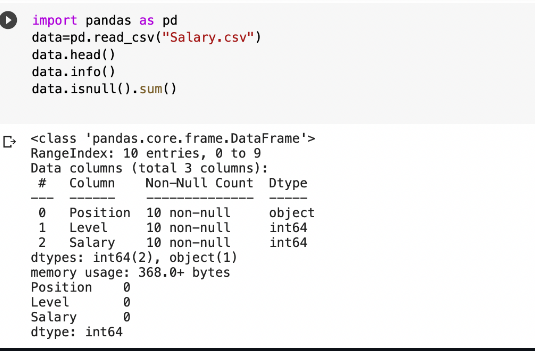 import pandas as pd
data=pd.read_csv("Salary.csv")
data.head()
data.info()
data.isnull().sum()
<class 'pandas.core.frame.DataFrame'>
RangeIndex: 10 entries, 0 to 9
Data columns (total 3 columns):
 #   Column    Non-Null Count  Dtype
---  ------    --------------  -----
 0   Position  10 non-null     object
 1   Level     10 non-null     int64
 2   Salary    10 non-null     int64
dtypes: int64(2), object(1)
memory usage: 368.0+ bytes
Position    0
Level       0
Salary      0
dtype: int64